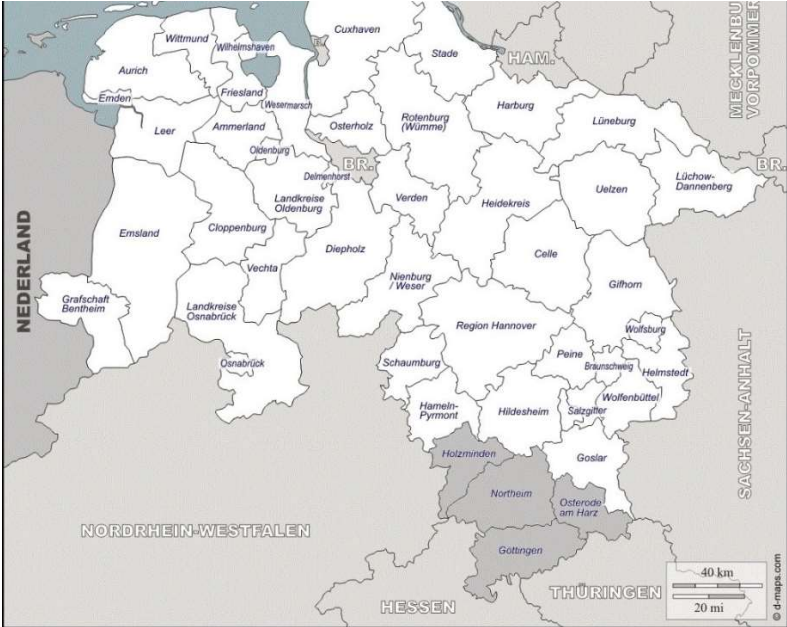 Cuxhaven
Wittmund
Wilhelmshaven
Stade
HAM.
MECKLENBU
VORPOMMER
Aurich
Emden
Friesland
Wesermarsch
Harburg
Lüneburg
Leer
Ammerland
Osterholz
Rotenburg
(Wümme)
Oldenburg
BR.
BR.
Delmenhorst
Lüchow-
Dannenberg
Landkreise
Oldenburg
Verden
Heidekreis
Uelzen
Emsland
Cloppenburg
Diepholz
Celle
NEDERLAND
Vechta
Nienburg
/ Weser
Gifhorn
Grafschaft
Bentheim
Landkreise
Osnabrück
Region Hannover
Wolfsburg
Osnabrück
Schaumburg
Peine
Braunschweig
Helmstedt
SACHSEN-ANHALT
Hameln-
Pyrmont
Hildesheim
Salzgitter
Wolfenbüttel
Holzminden
Goslar
Northeim
Osterode
am Harz
NORDRHEIN-WESTFALEN
Gottingen
HESSEN
THÜRINGEN
40 km
20 mi
© d-maps.com